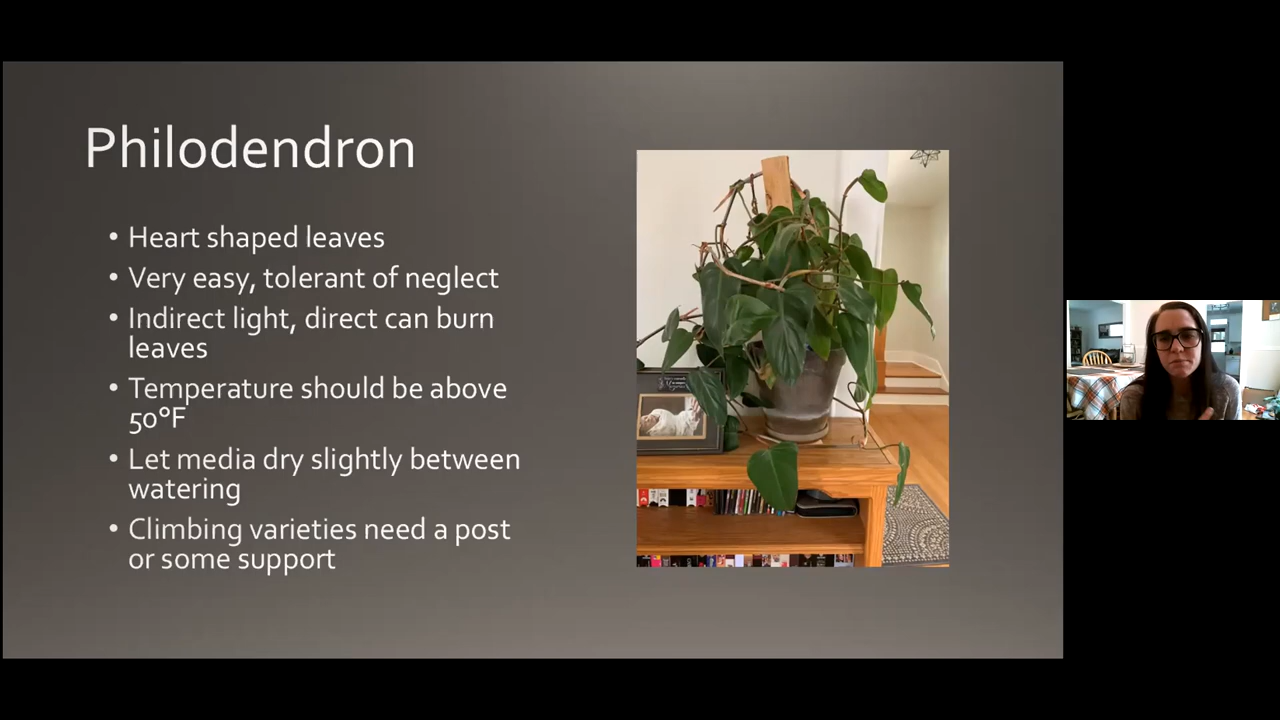 Philodendron
• Heart shaped leaves
• Very easy, tolerant of neglect
• Indirect light, direct can burn
leaves
• Temperature should be above
50°F
• Let media dry slightly between
watering
• Climbing varieties need a post
or some support